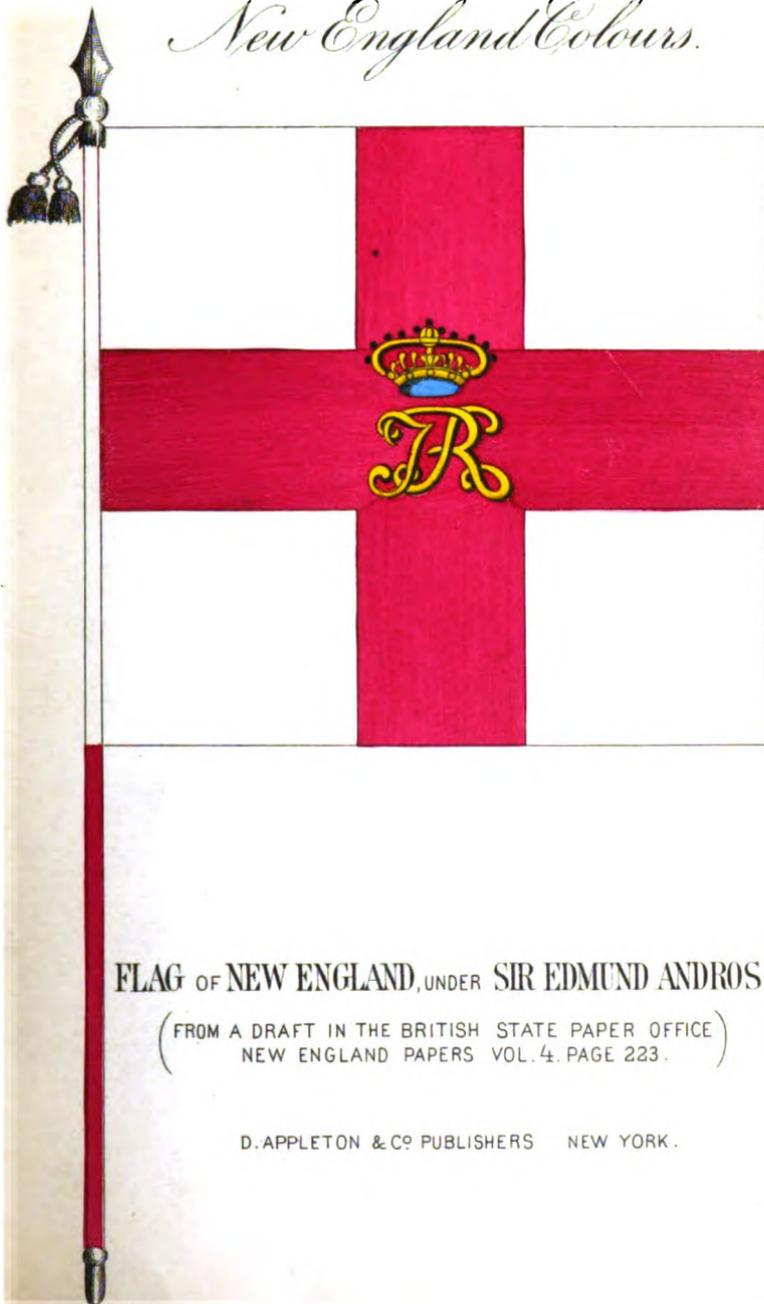 New England Colours.
JR
FLAG OF NEW ENGLAND, UNDER SIR EDMUND ANDROS
(FROM A DRAFT IN THE BRITISH STATE PAPER OFFICE
NEW ENGLAND PAPERS VOL. 4. PAGE 223.)
D. APPLETON & Cº PUBLISHERS NEW YORK.